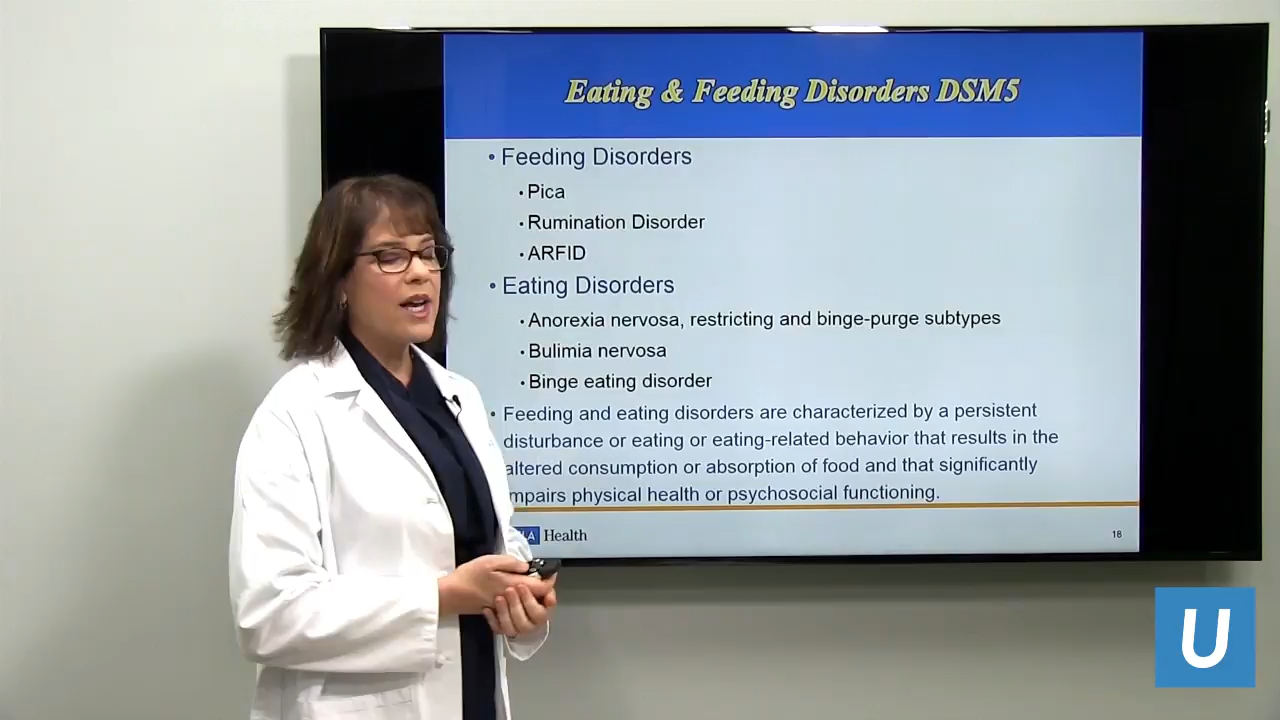 Eating & Feeding Disorders DSM5
• Feeding Disorders
• Pica
• Rumination Disorder
• ARFID
• Eating Disorders
• Anorexia nervosa, restricting and binge-purge subtypes
• Bulimia nervosa
• Binge eating disorder
• Feeding and eating disorders are characterized by a persistent
disturbance or eating or eating-related behavior that results in the
altered consumption or absorption of food and that significantly
mpairs physical health or psychosocial functioning.
LA Health
18
U